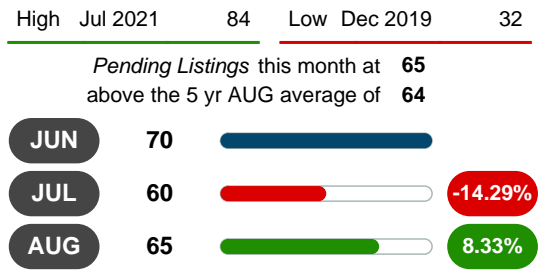 High Jul 2021 84 Low Dec 2019 32
Pending Listings this month at 65
above the 5 yr AUG average of 64
JUN 70
JUL 60 -14.29%
AUG 65 8.33%